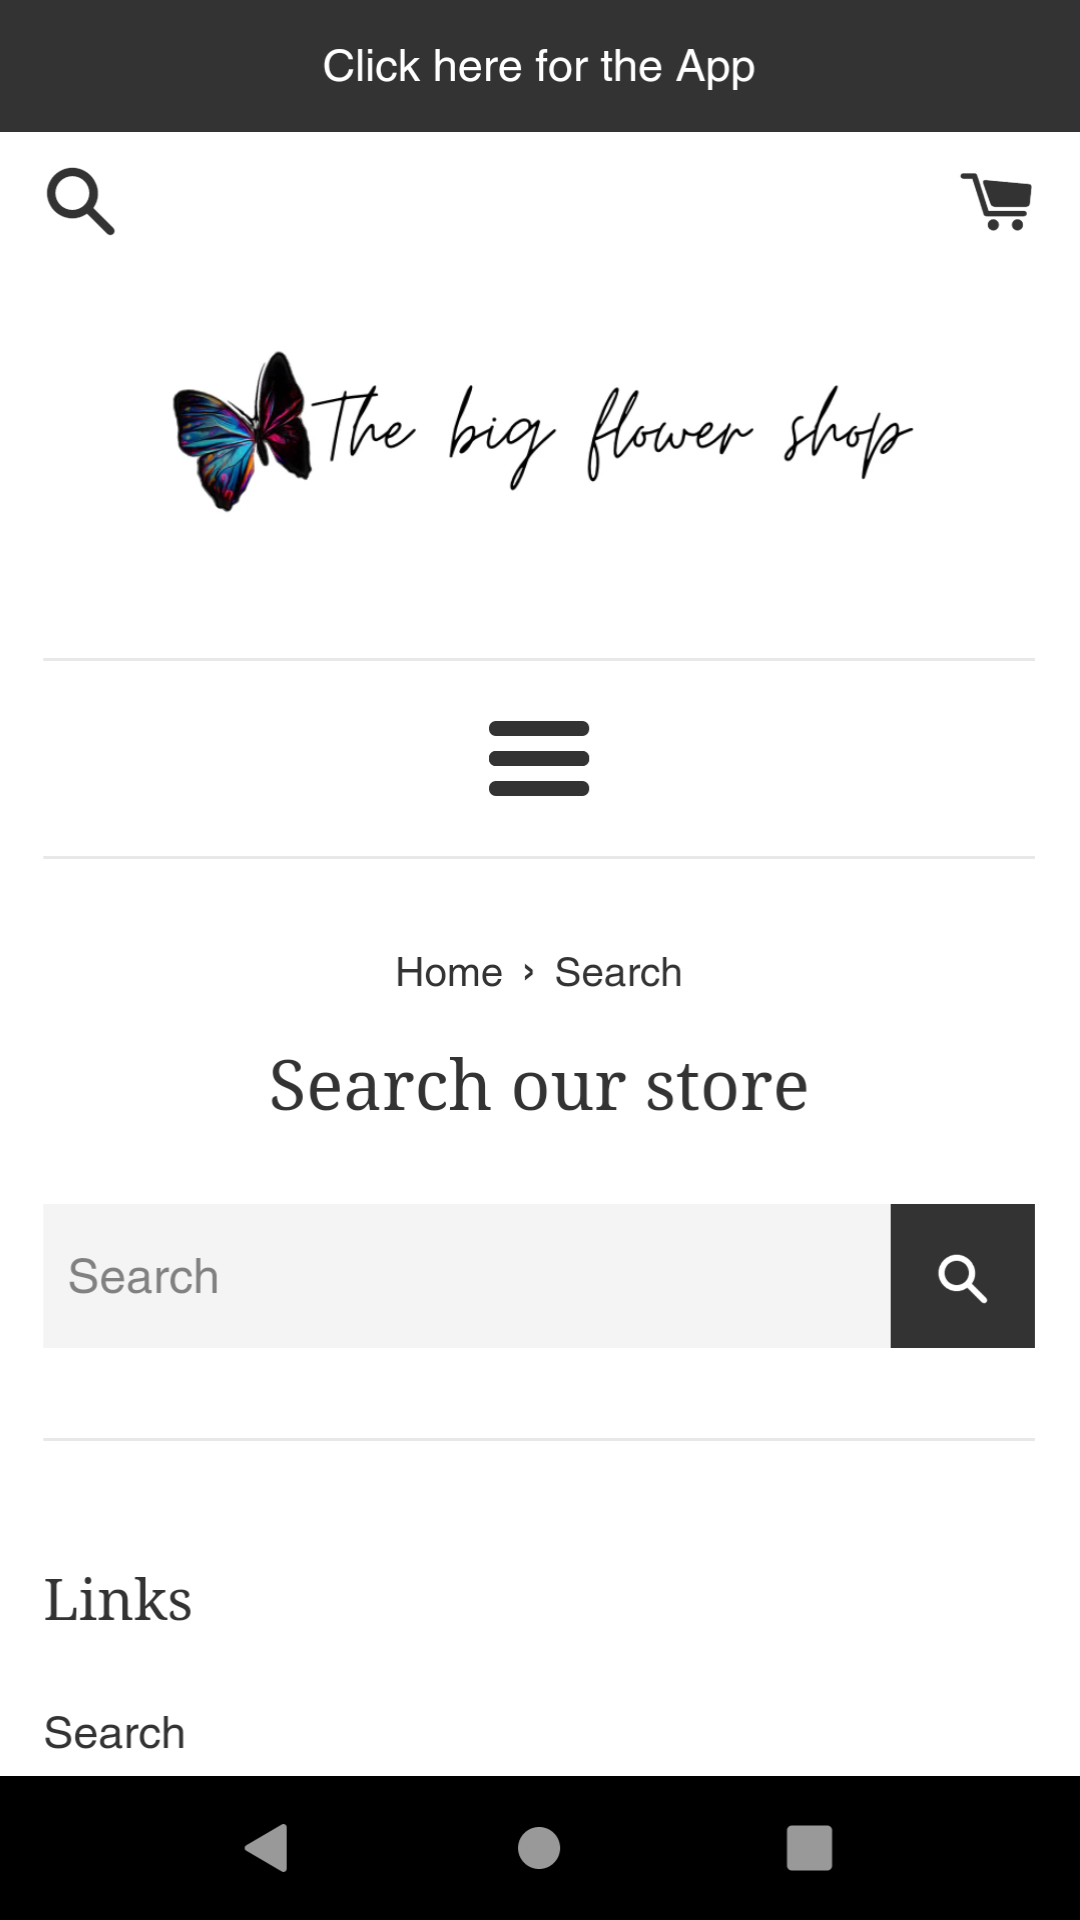 Click here for the App
The big flower shop
Home › Search
Search our store
Search
Links
Search